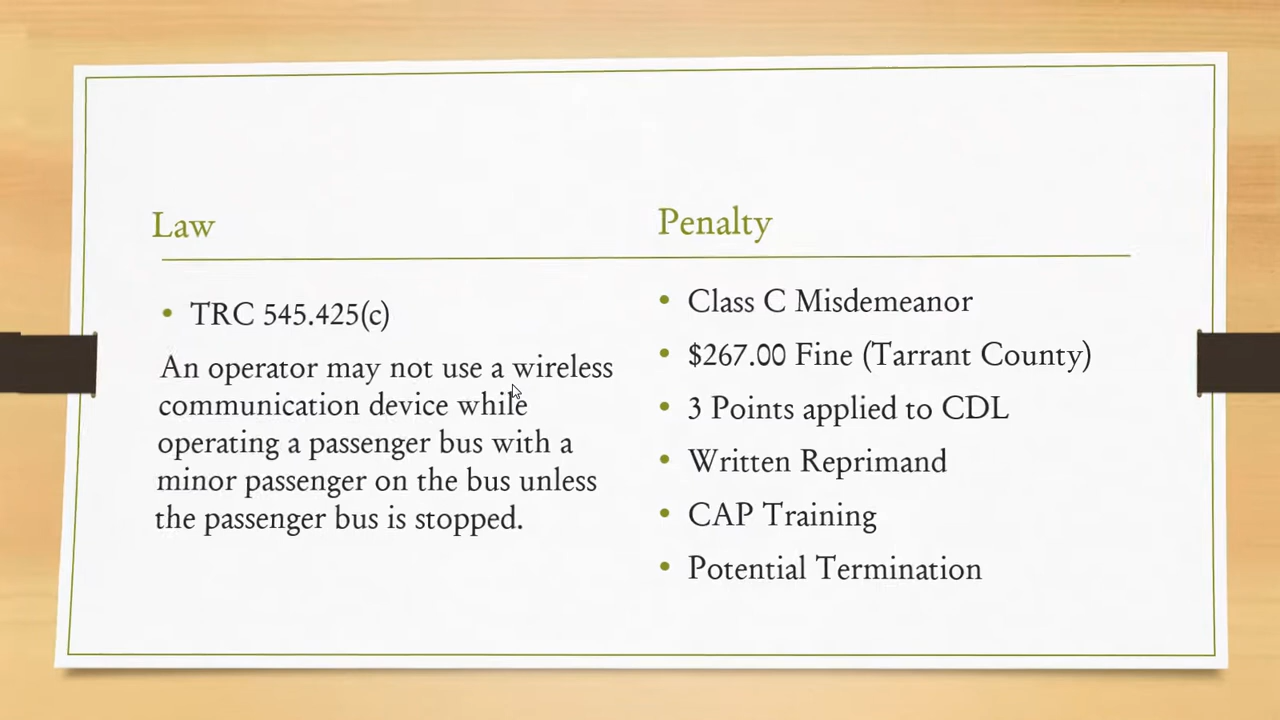 Law
TRC 545.425(c)
An operator may not use a wireless
communication device while
operating a passenger bus with a
minor passenger on the bus unless
the passenger bus is stopped.
Penalty
Class C Misdemeanor
$267.00 Fine (Tarrant County)
3 Points applied to CDL
Written Reprimand
CAP Training
Potential Termination